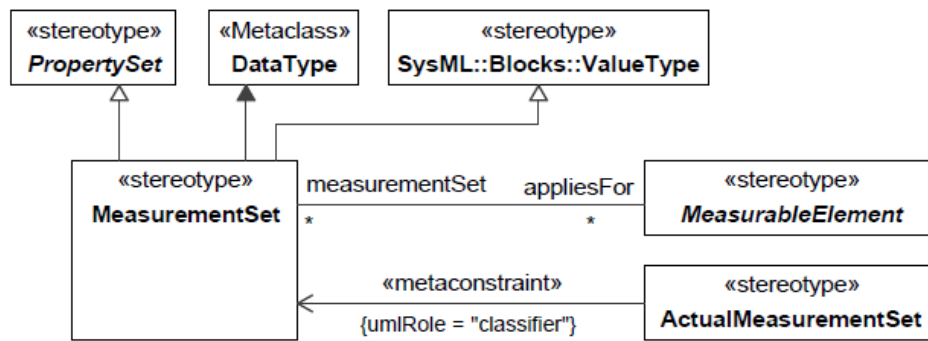 «stereotype»
PropertySet
«Metaclass»
DataType
«stereotype»
SysML::Blocks::ValueType
«stereotype»
MeasurementSet
measurementSet
appliesFor
*
*
«stereotype»
MeasurableElement
«metaconstraint»
{umlRole = "classifier"}
«stereotype»
ActualMeasurementSet